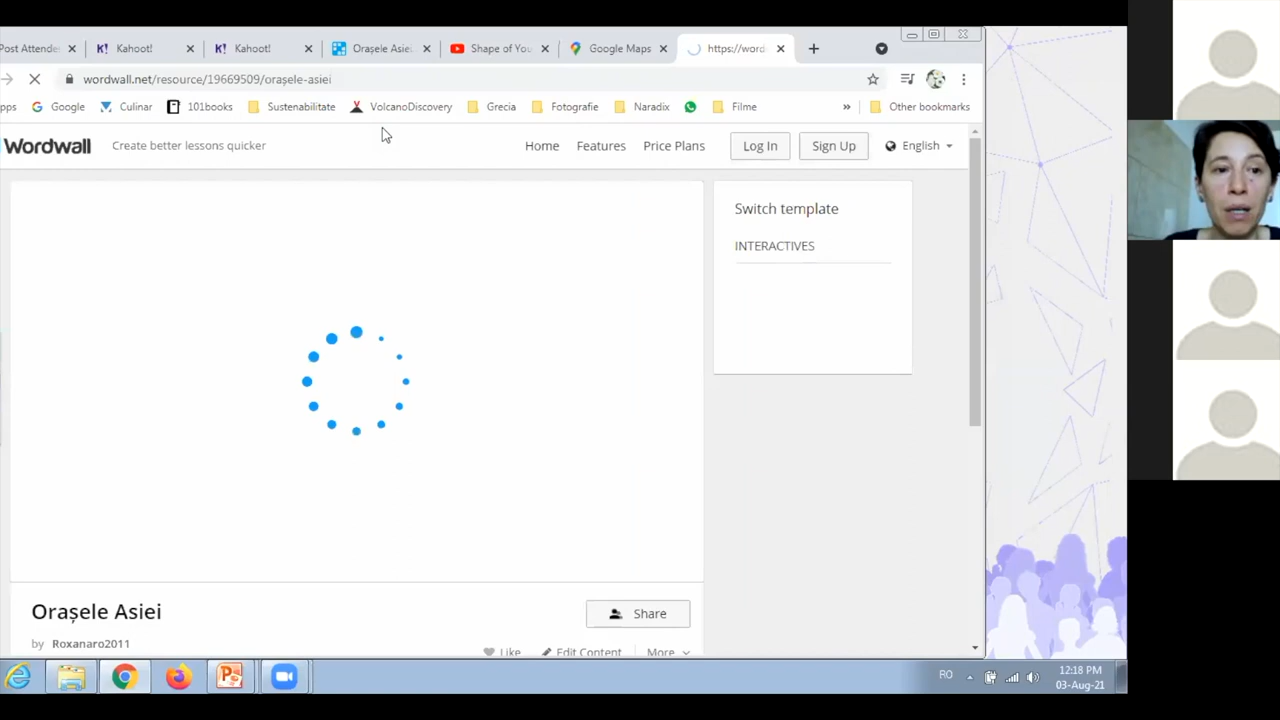 Post Attende
Kahoot!
Kahoot!
Orașele Asiei
Shape of You
Google Maps
https://word
wordwall.net/resource/19669509/orașele-asiei
pps
Google
Culinar
101books
Sustenabilitate
VolcanoDiscovery
Grecia
Fotografie
Naradix
Filme
»
Other bookmarks
Wordwall
Create better lessons quicker
Home
Features
Price Plans
Log In
Sign Up
English
Switch template
INTERACTIVES
Orașele Asiei
Share
by Roxanaro2011
Like
Edit Content
More
RO
12:18 PM
03-Aug-21